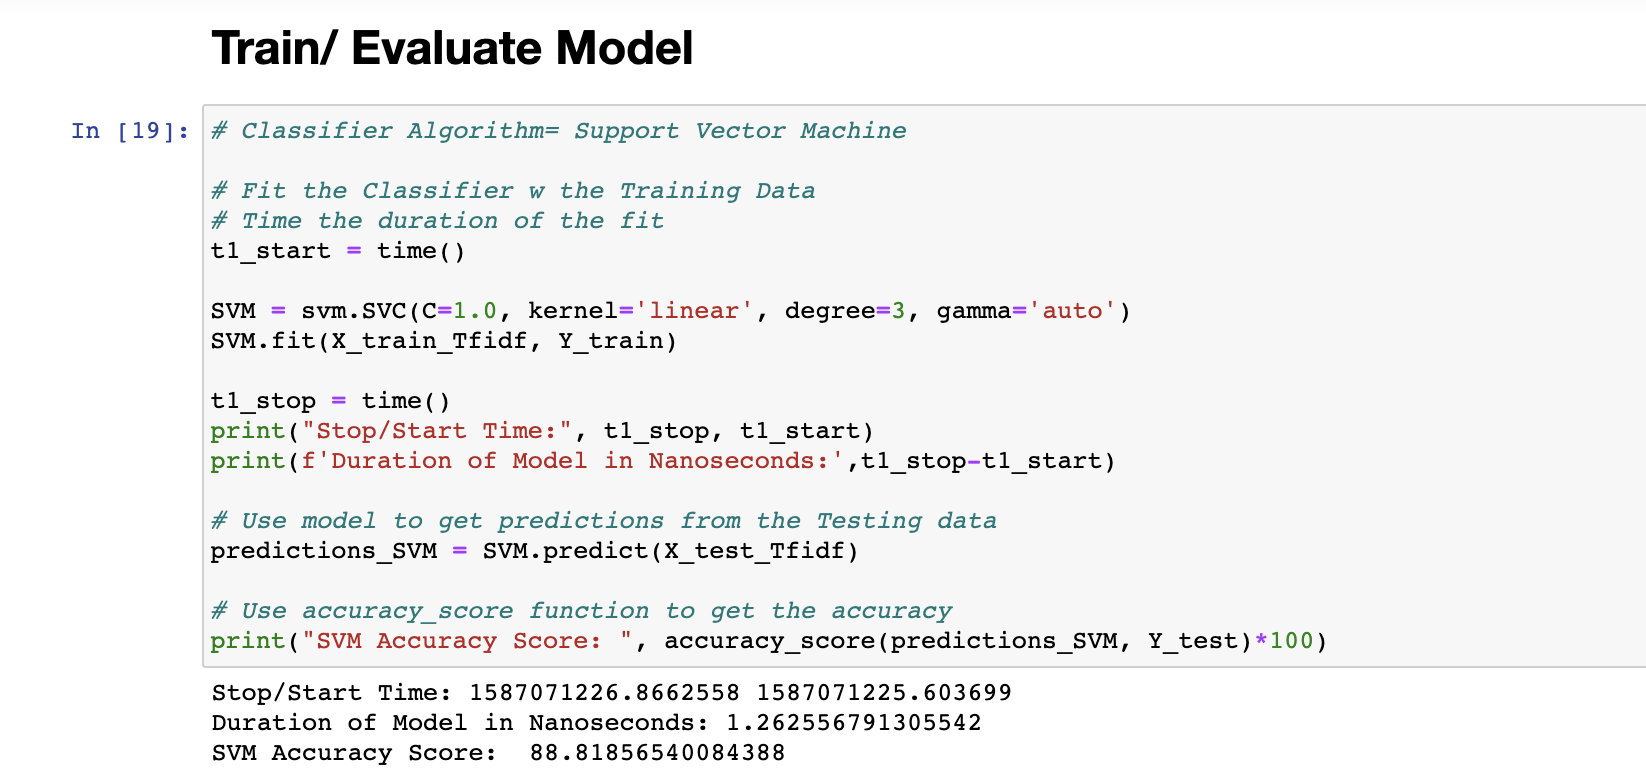 Train/ Evaluate Model
In [19]:
# Classifier Algorithm= Support Vector Machine
# Fit the Classifier w the Training Data
# Time the duration of the fit
t1_start = time()
SVM = svm.SVC(C=1.0, kernel='linear', degree=3, gamma='auto')
SVM.fit(X_train_Tfidf, Y_train)
t1_stop = time()
print("Stop/Start Time:", t1_stop, t1_start)
print(f'Duration of Model in Nanoseconds:',t1_stop-t1_start)
# Use model to get predictions from the Testing data
predictions_SVM = SVM.predict(X_test_Tfidf)
# Use accuracy_score function to get the accuracy
print("SVM Accuracy Score: ", accuracy_score(predictions_SVM, Y_test)*100)
Stop/Start Time: 1587071226.8662558 1587071225.603699
Duration of Model in Nanoseconds: 1.262556791305542
SVM Accuracy Score:  88.81856540084388